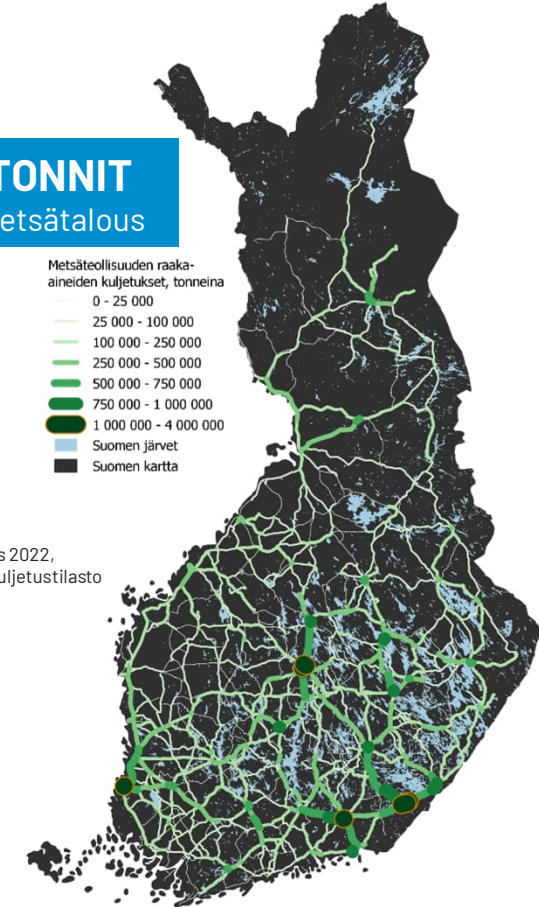 TONNIT
etsätalous
Metsäteollisuuden raaka-
aineiden kuljetukset, tonneina
0 - 25 000
25 000 - 100 000
100 000 - 250 000
250 000 - 500 000
500 000 - 750 000
750 000 - 1 000 000
1 000 000 - 4 000 000
Suomen järvet
Suomen kartta
s 2022,
uljetustilasto